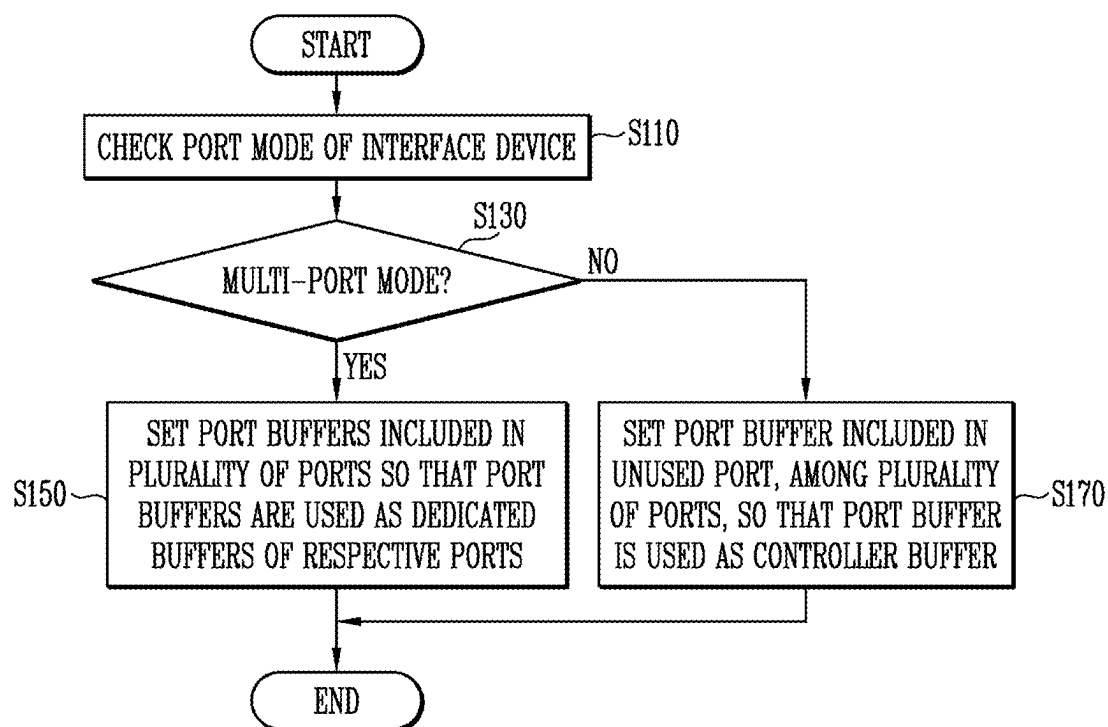 START
CHECK PORT MODE OF INTERFACE DEVICE
S110
S130
MULTI-PORT MODE?
NO
YES
SET PORT BUFFERS INCLUDED IN
PLURALITY OF PORTS SO THAT PORT
BUFFERS ARE USED AS DEDICATED
BUFFERS OF RESPECTIVE PORTS
S150
SET PORT BUFFER INCLUDED IN
UNUSED PORT, AMONG PLURALITY
OF PORTS, SO THAT PORT BUFFER
IS USED AS CONTROLLER BUFFER
S170
END